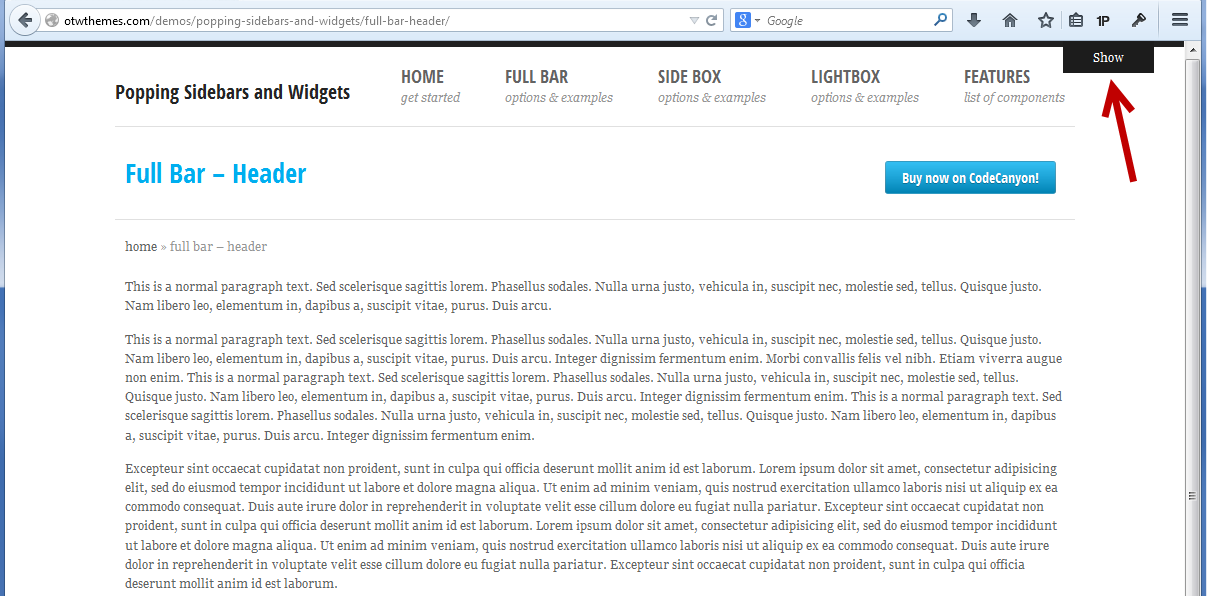 otwthemes.com/demos/popping-sidebars-and-widgets/full-bar-header/
8 Google
1P
Show
Popping Sidebars and Widgets
HOME
get started
FULL BAR
options & examples
SIDE BOX
options & examples
LIGHTBOX
options & examples
FEATURES
list of components
Full Bar – Header
Buy now on CodeCanyon!
home » full bar – header
This is a normal paragraph text. Sed scelerisque sagittis lorem. Phasellus sodales. Nulla urna justo, vehicula in, suscipit nec, molestie sed, tellus. Quisque justo.
Nam libero leo, elementum in, dapibus a, suscipit vitae, purus. Duis arcu.
This is a normal paragraph text. Sed scelerisque sagittis lorem. Phasellus sodales. Nulla urna justo, vehicula in, suscipit nec, molestie sed, tellus. Quisque justo.
Nam libero leo, elementum in, dapibus a, suscipit vitae, purus. Duis arcu. Integer dignissim fermentum enim. Morbi convallis felis vel nibh. Etiam viverra augue
non enim. This is a normal paragraph text. Sed scelerisque sagittis lorem. Phasellus sodales. Nulla urna justo, vehicula in, suscipit nec, molestie sed, tellus.
Quisque justo. Nam libero leo, elementum in, dapibus a, suscipit vitae, purus. Duis arcu. Integer dignissim fermentum enim. This is a normal paragraph text. Sed
scelerisque sagittis lorem. Phasellus sodales. Nulla urna justo, vehicula in, suscipit nec, molestie sed, tellus. Quisque justo. Nam libero leo, elementum in, dapibus
a, suscipit vitae, purus. Duis arcu. Integer dignissim fermentum enim.
Excepteur sint occaecat cupidatat non proident, sunt in culpa qui officia deserunt mollit anim id est laborum. Lorem ipsum dolor sit amet, consectetur adipisicing
elit, sed do eiusmod tempor incididunt ut labore et dolore magna aliqua. Ut enim ad minim veniam, quis nostrud exercitation ullamco laboris nisi ut aliquip ex ea
commodo consequat. Duis aute irure dolor in reprehenderit in voluptate velit esse cillum dolore eu fugiat nulla pariatur. Excepteur sint occaecat cupidatat non
proident, sunt in culpa qui officia deserunt mollit anim id est laborum. Lorem ipsum dolor sit amet, consectetur adipisicing elit, sed do eiusmod tempor incididunt
ut labore et dolore magna aliqua. Ut enim ad minim veniam, quis nostrud exercitation ullamco laboris nisi ut aliquip ex ea commodo consequat. Duis aute irure
dolor in reprehenderit in voluptate velit esse cillum dolore eu fugiat nulla pariatur. Excepteur sint occaecat cupidatat non proident, sunt in culpa qui officia
deserunt mollit anim id est laborum.